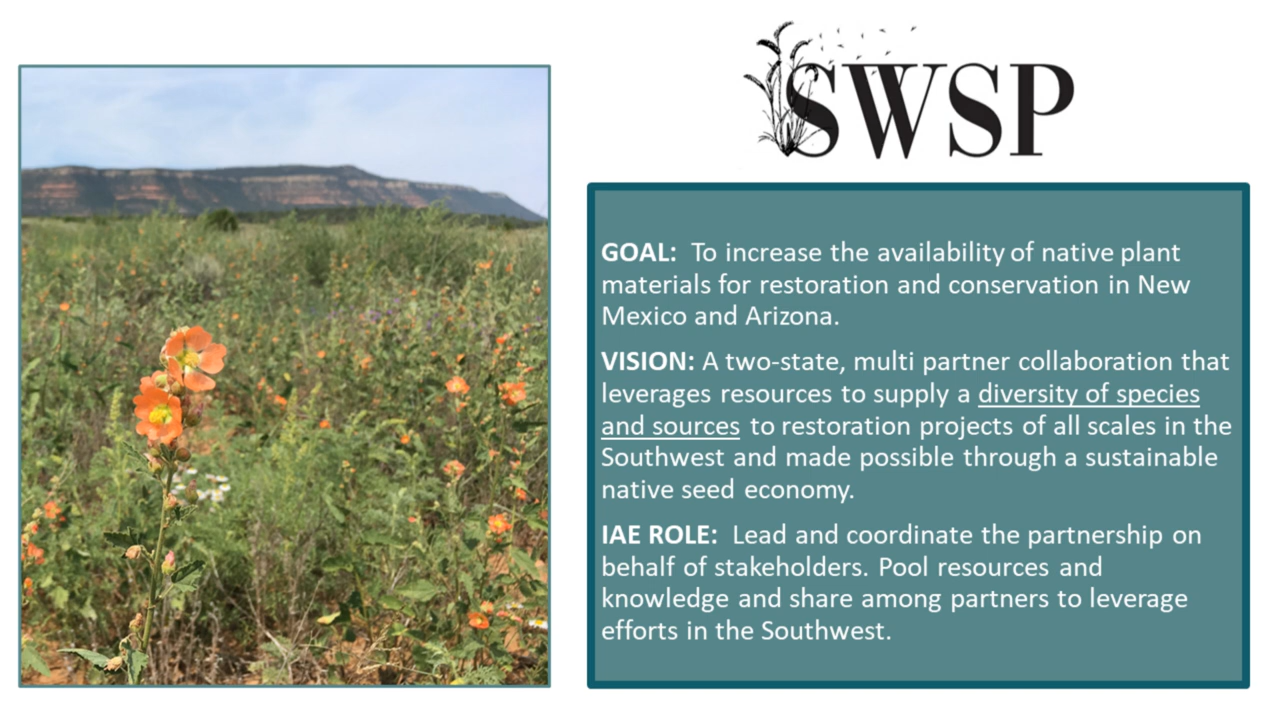 SWSP
GOAL: To increase the availability of native plant
materials for restoration and conservation in New
Mexico and Arizona.
VISION: A two-state, multi partner collaboration that
leverages resources to supply a diversity of species
and sources to restoration projects of all scales in the
Southwest and made possible through a sustainable
native seed economy.
IAE ROLE: Lead and coordinate the partnership on
behalf of stakeholders. Pool resources and
knowledge and share among partners to leverage
efforts in the Southwest.